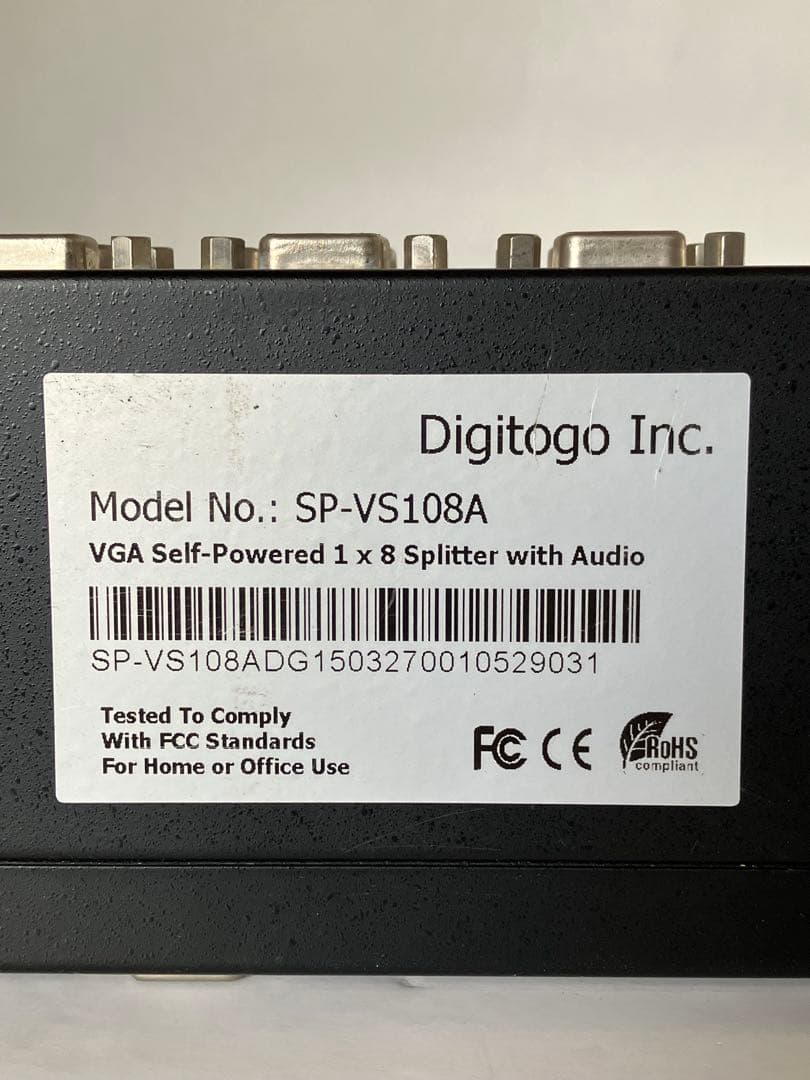 Digitogo Inc.
Model No.: SP-VS108A
VGA Self-Powered 1 x 8 Splitter with Audio
SP-VS108ADG1503270010529031
Tested To Comply
With FCC Standards
For Home or Office Use
FC CE RoHS
compliant